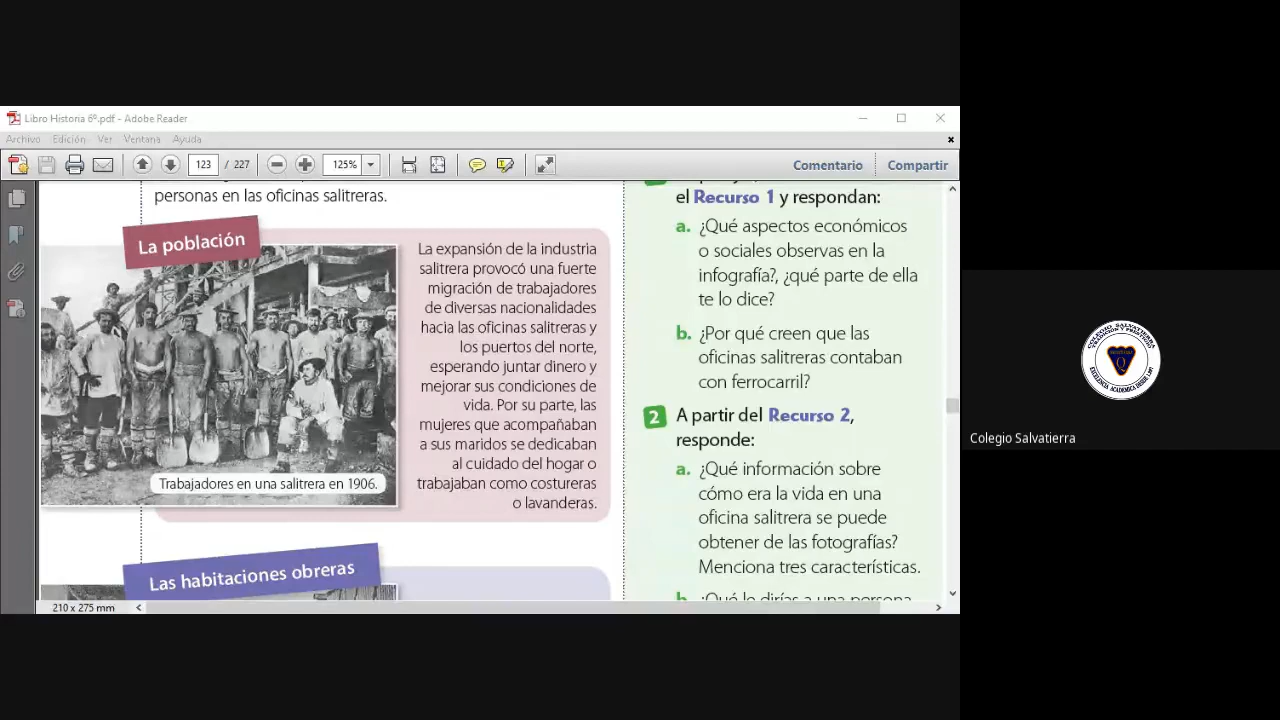 Libro Historia 6º.pdf - Adobe Reader
Archivo Edición Ver Ventana Ayuda
123 / 227
125%
Comentario
Compartir
personas en las oficinas salitreras.
La población
La expansión de la industria
salitrera provocó una fuerte
migración de trabajadores
de diversas nacionalidades
hacia las oficinas salitreras y
los puertos del norte,
esperando juntar dinero y
mejorar sus condiciones de
vida. Por su parte, las
mujeres que acompañaban
a sus maridos se dedicaban
al cuidado del hogar o
trabajaban como costureras
o lavanderas.
Trabajadores en una salitrera en 1906.
Las habitaciones obreras
el Recurso 1 y respondan:
a. ¿Qué aspectos económicos
o sociales observas en la
infografía?, ¿qué parte de ella
te lo dice?
b. ¿Por qué creen que las
oficinas salitreras contaban
con ferrocarril?
2 A partir del Recurso 2,
responde:
a. ¿Qué información sobre
cómo era la vida en una
oficina salitrera se puede
obtener de las fotografías?
Menciona tres características.
b. ¿Qué le dirías a una persona
210 x 275 mm
COLEGIO SALVATIERRA
Colegio Salvatierra